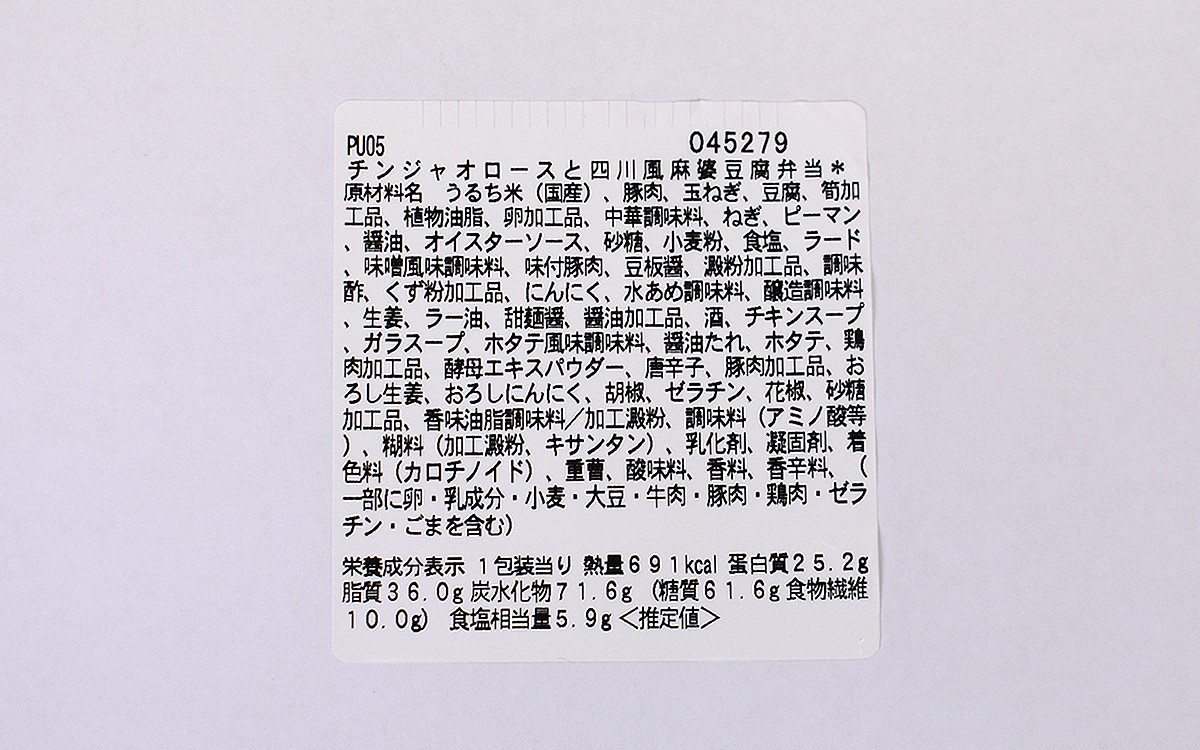 PU05 045279
チンジャオロースと四川風麻婆豆腐弁当*
原材料名 うるち米（国産）、豚肉、玉ねぎ、豆腐、筍加
工品、植物油脂、卵加工品、中華調味料、ねぎ、ピーマン
、醤油、オイスターソース、砂糖、小麦粉、食塩、ラード
、味噌風味調味料、味付豚肉、豆板醤、澱粉加工品、調味
酢、くず粉加工品、にんにく、水あめ調味料、醸造調味料
、生姜、ラー油、甜麺醤、醤油加工品、酒、チキンスープ
、ガラスープ、ホタテ風味調味料、醤油たれ、ホタテ、鶏
肉加工品、酵母エキスパウダー、唐辛子、豚肉加工品、お
ろし生姜、おろしにんにく、胡椒、ゼラチン、花椒、砂糖
加工品、香味油脂調味料／加工澱粉、調味料（アミノ酸等
）、糊料（加工澱粉、キサンタン）、乳化剤、凝固剤、着
色料（カロチノイド）、重曹、酸味料、香料、香辛料、（
一部に卵・乳成分・小麦・大豆・牛肉・豚肉・鶏肉・ゼラ
チン・ごまを含む）
栄養成分表示 １包装当り 熱量６９１kcal 蛋白質２５．２g
脂質３６．０g 炭水化物７１．６g （糖質６１．６g 食物繊維
１０．０g） 食塩相当量５．９g＜推定値＞